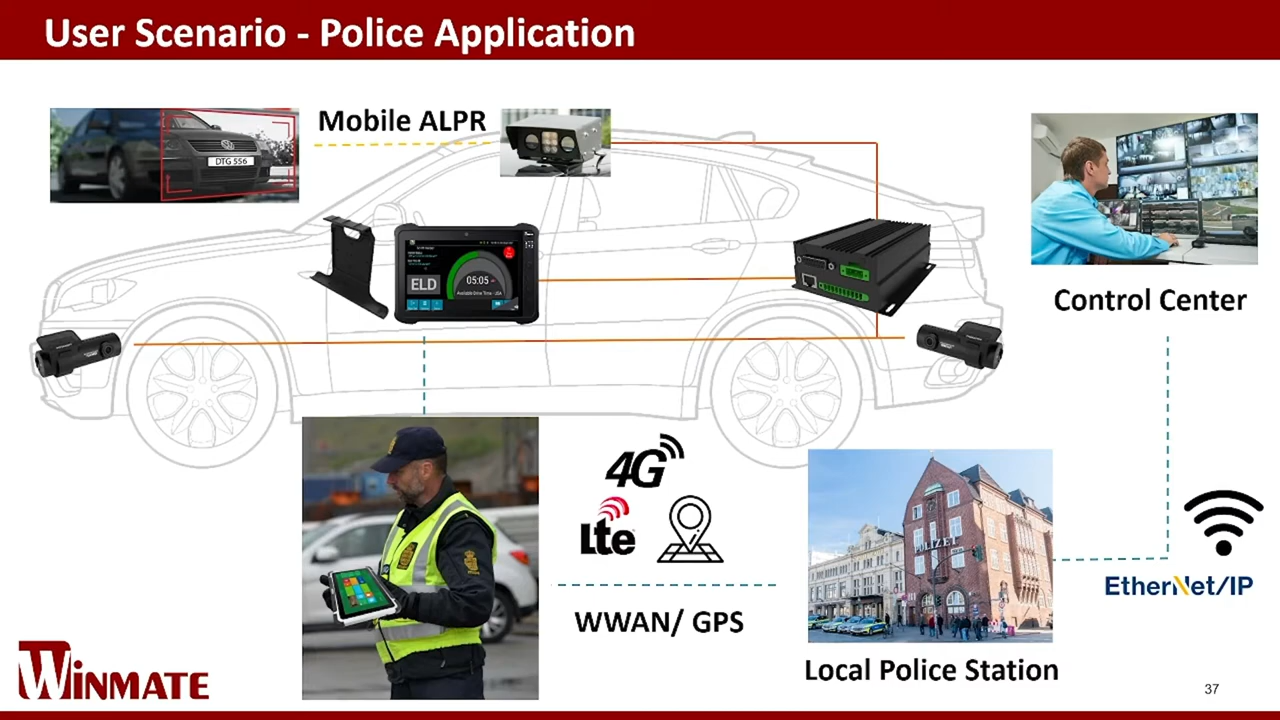 User Scenario - Police Application
Mobile ALPR
DTG 556
ELD
05:05
Available Drive Time - USA
Control Center
4G
Lte
WWAN/ GPS
POLIZEI
EtherNet/IP
Local Police Station
WINMATE
37